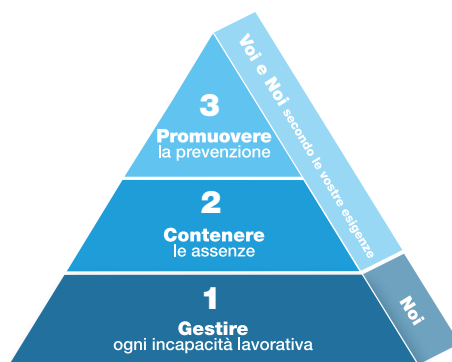 3
Promuovere
la prevenzione
2
Contenere
le assenze
1
Gestire
ogni incapacità lavorativa
Voi e Noi secondo le vostre esigenze
Noi